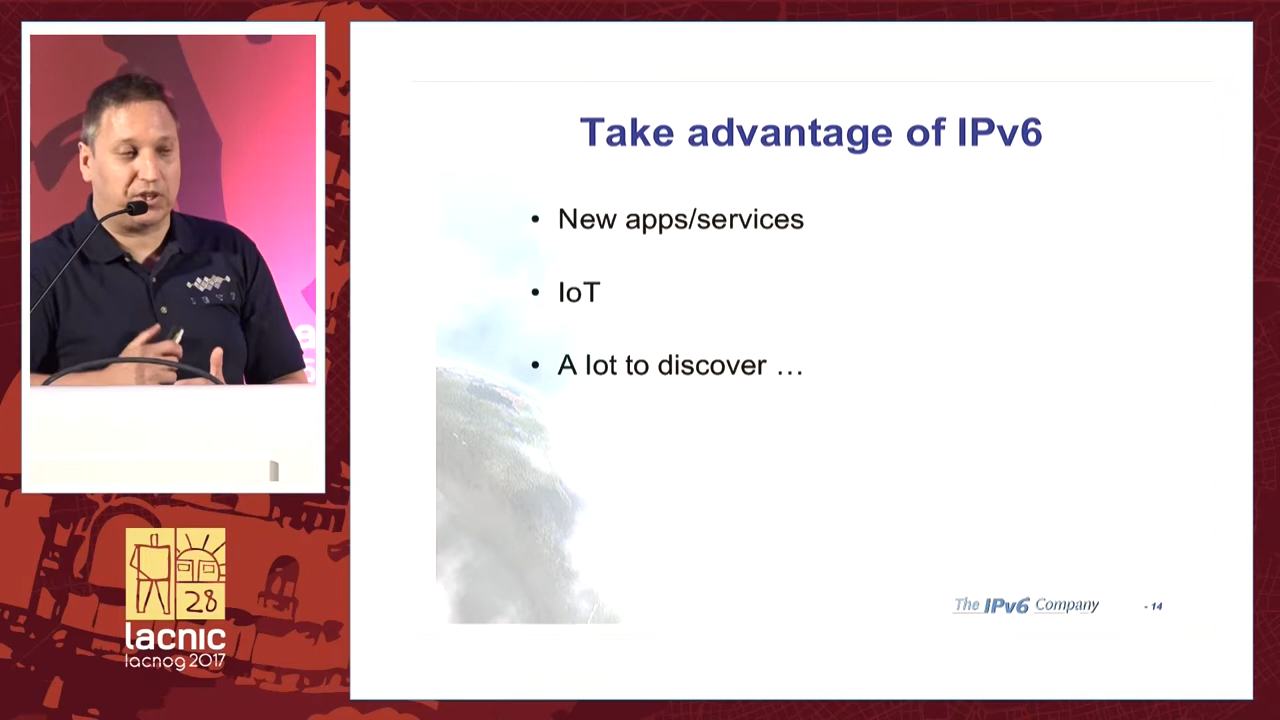 Take advantage of IPv6
• New apps/services
• IoT
• A lot to discover …
The IPv6 Company
- 14
28
lacnic
lacnog 2017